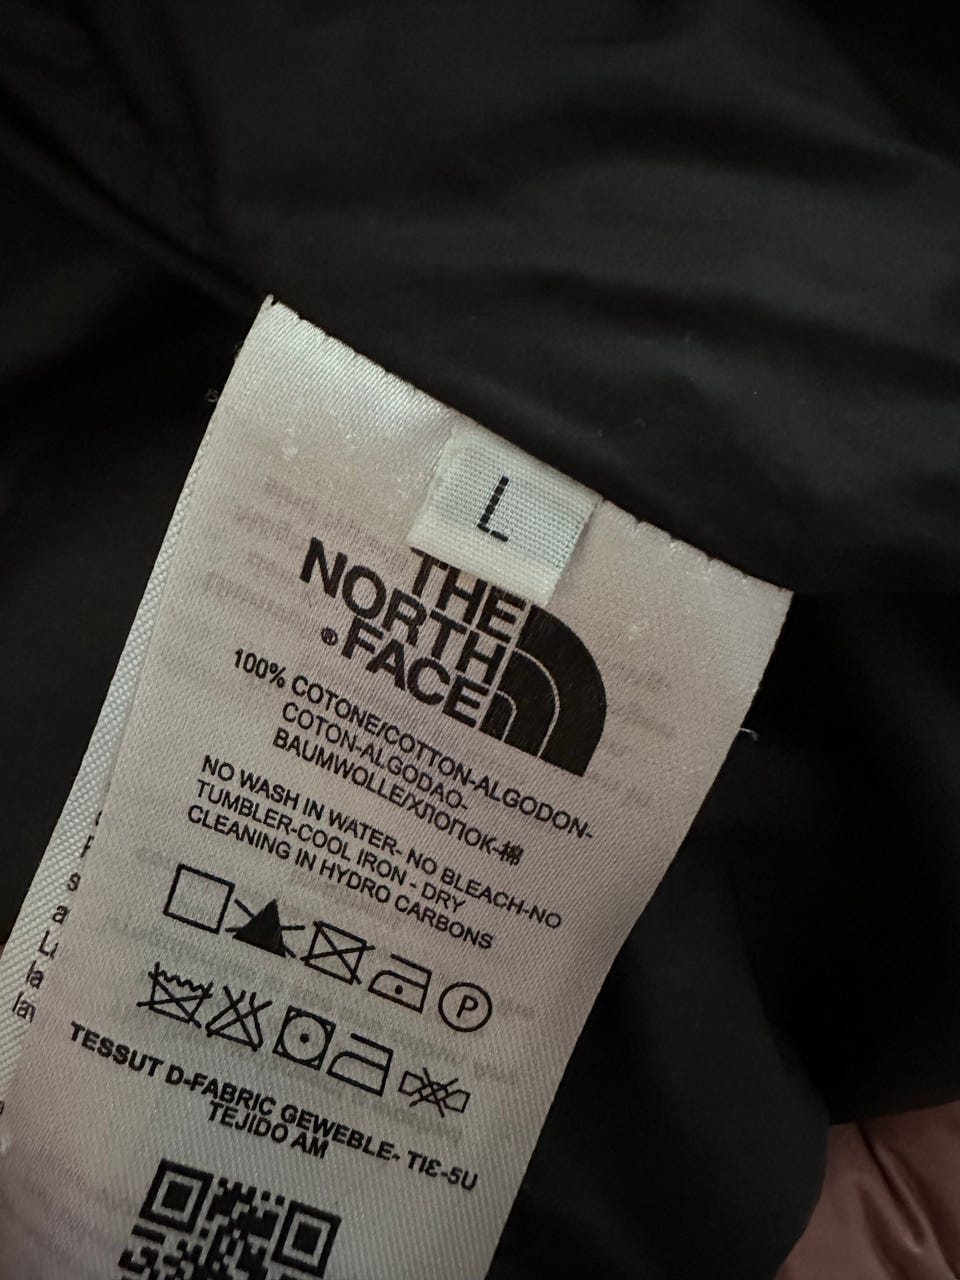 L
THE
NORTH
® FACE
100% COTONE/COTTON-ALGODON-
COTON-ALGODAO-
BAUMWOLLE/ХЛОПОК-棉
NO WASH IN WATER- NO BLEACH-NO
TUMBLER-COOL IRON - DRY
CLEANING IN HYDRO CARBONS
P
TESSUT D-FABRIC GEWEBLE- TIƐ-5U
TEJIDO AM